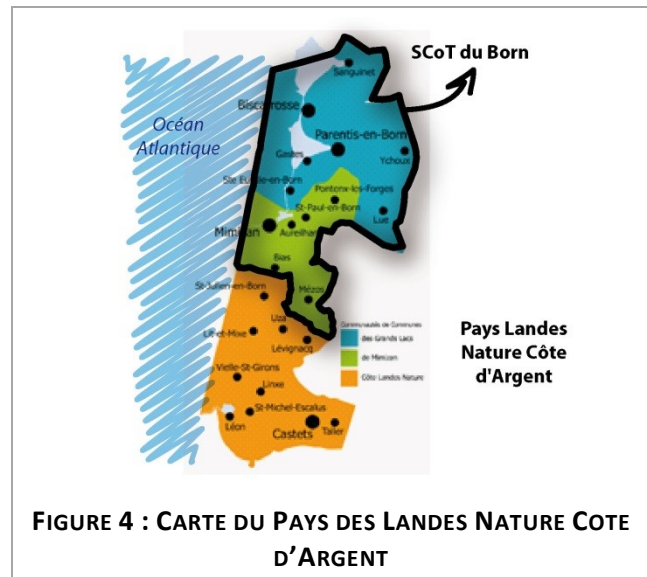 SCoT du Born
Océan
Atlantique
Sanguinet
Biscarrosse
Parentis-en-Born
Ychoux
Gastes
Ste Eulalie-en-Born
Pontenx-les-Forges
St-Paul-en-Born
Lue
Mimizan
Aureilhan
Bias
Mézos
St-Julien-en-Born
Uza
Lit-et-Mixe
Lévignacq
Communautés de Communes
des Grands Lacs
de Mimizan
Côte Landes Nature
Pays Landes
Nature Côte
d'Argent
Vielle-St-Girons
Linxe
St-Michel-Escalus
Léon
Castets
Taller
FIGURE 4 : CARTE DU PAYS DES LANDES NATURE COTE
D'ARGENT